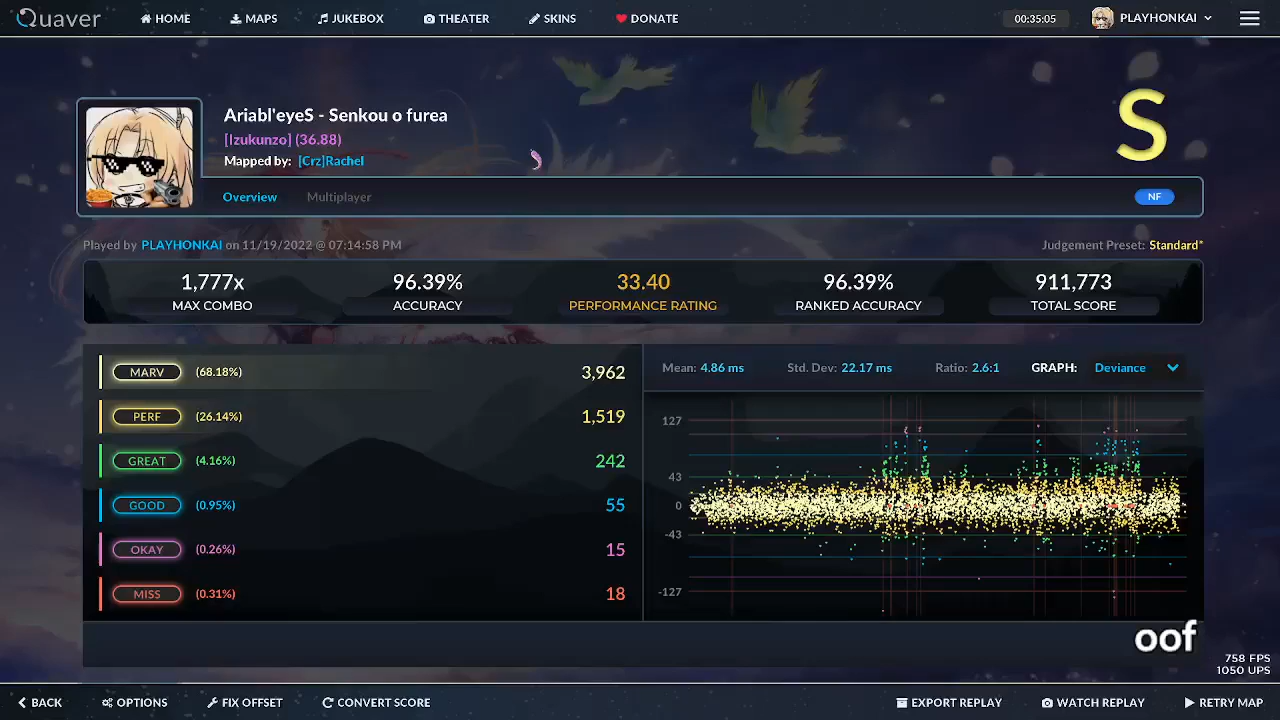 Quaver HOME MAPS JUKEBOX THEATER SKINS DONATE 00:35:05 PLAYHONKAI
Ariabl'eyeS - Senkou o furea
[Izukunzo] (36.88)
Mapped by: [Crz]Rachel
S
Overview Multiplayer NF
Played by PLAYHONKAI on 11/19/2022 @ 07:14:58 PM Judgement Preset: Standard*
1,777x 96.39% 33.40 96.39% 911,773
MAX COMBO ACCURACY PERFORMANCE RATING RANKED ACCURACY TOTAL SCORE
MARV (68.18%) 3,962
PERF (26.14%) 1,519
GREAT (4.16%) 242
GOOD (0.95%) 55
OKAY (0.26%) 15
MISS (0.31%) 18
Mean: 4.86 ms Std. Dev: 22.17 ms Ratio: 2.6:1 GRAPH: Deviance
127
43
0
-43
-127
oof
758 FPS
1050 UPS
BACK OPTIONS FIX OFFSET CONVERT SCORE EXPORT REPLAY WATCH REPLAY RETRY MAP